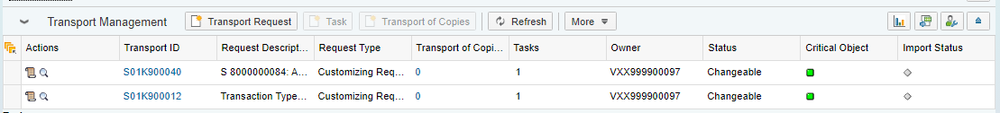 Transport Management Transport Request Task Transport of Copies Refresh More
Actions Transport ID Request Descript... Request Type Transport of Copi... Tasks Owner Status Critical Object Import Status
S01K900040 S 8000000084: A... Customizing Req... 0 1 VXX999900097 Changeable
S01K900012 Transaction Type... Customizing Req... 0 1 VXX999900097 Changeable